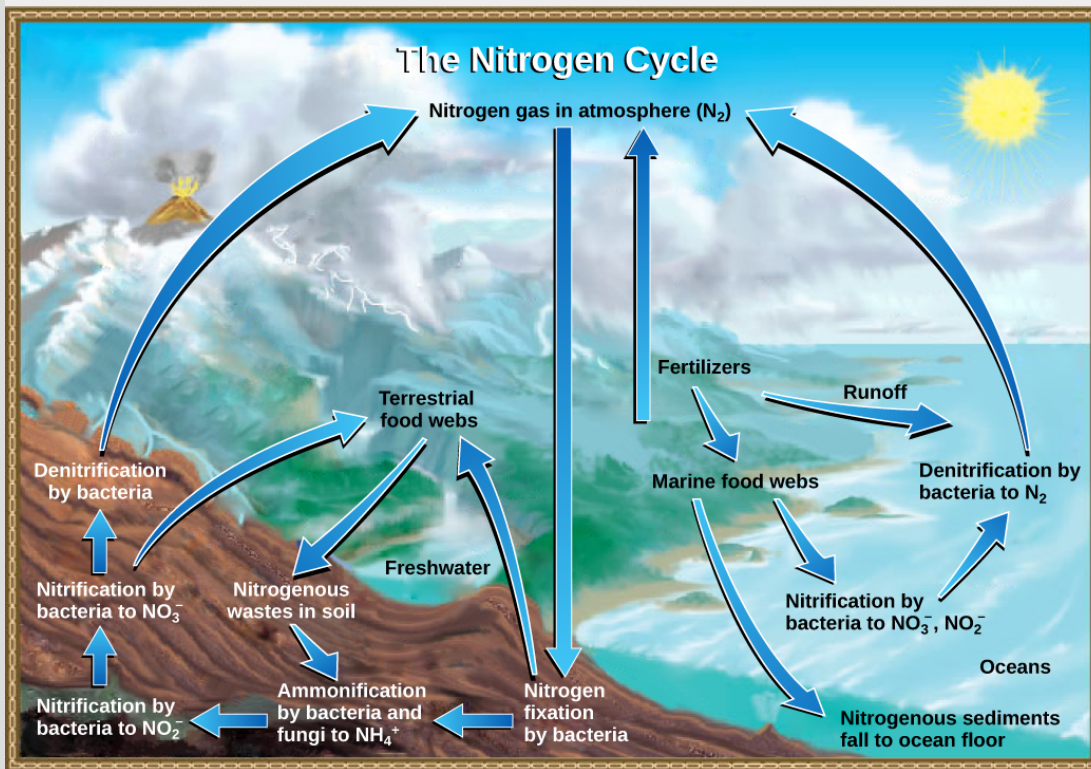 The Nitrogen Cycle
Nitrogen gas in atmosphere (N₂)
Fertilizers
Runoff
Terrestrial
food webs
Denitrification
by bacteria
Marine food webs
Denitrification by
bacteria to N₂
Freshwater
Nitrification by
bacteria to NO₃⁻
Nitrogenous
wastes in soil
Nitrification by
bacteria to NO₃⁻, NO₂⁻
Oceans
Nitrification by
bacteria to NO₂⁻
Ammonification
by bacteria and
fungi to NH₄⁺
Nitrogen
fixation
by bacteria
Nitrogenous sediments
fall to ocean floor